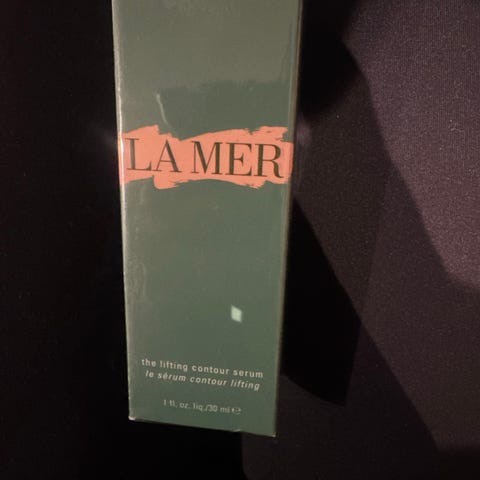 LA MER
the lifting contour serum
le sérum contour lifting
1 fl. oz. liq./30 ml ℮